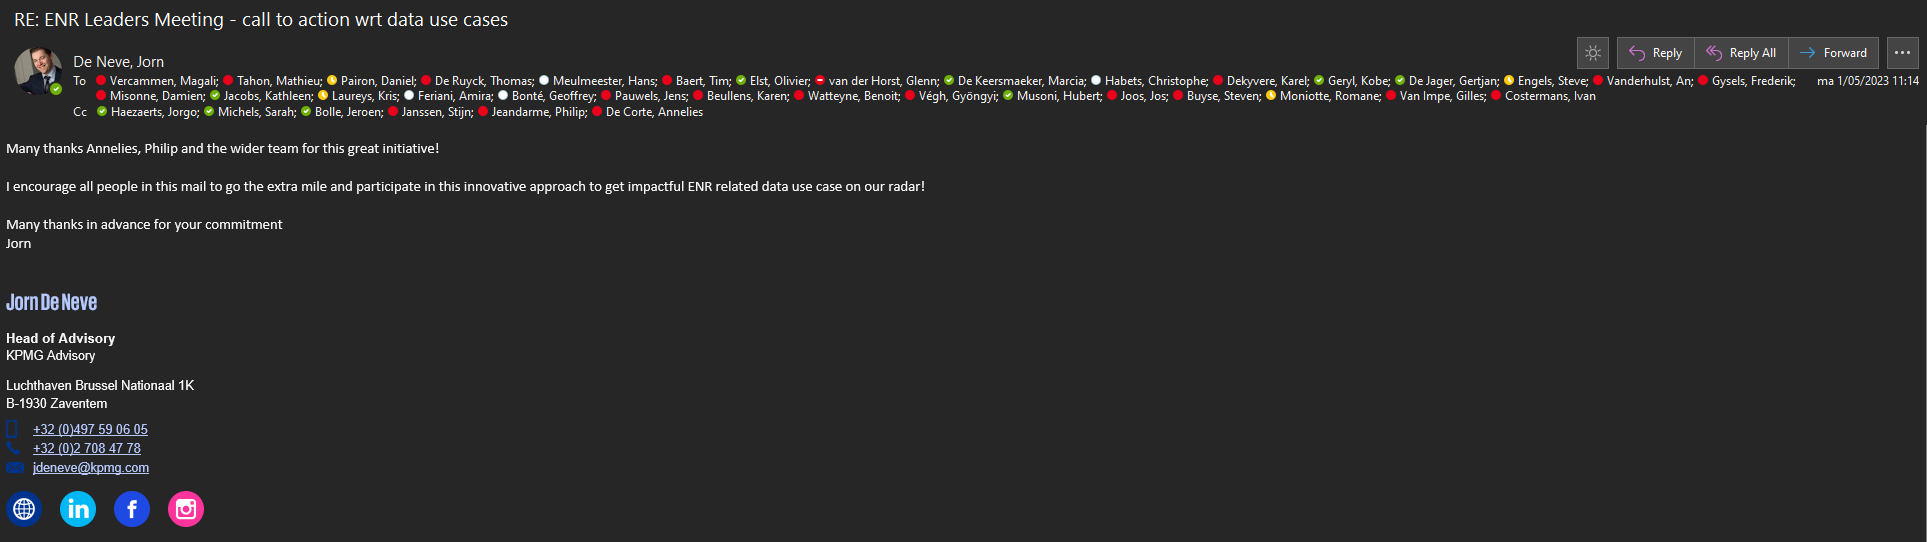 RE: ENR Leaders Meeting - call to action wrt data use cases
De Neve, Jorn
Reply
Reply All
Forward
To Vercammen, Magali; Tahon, Mathieu; Pairon, Daniel; De Ruyck, Thomas; Meulmeester, Hans; Baert, Tim; Elst, Olivier; van der Horst, Glenn; De Keersmaeker, Marcia; Habets, Christophe; Dekyvere, Karel; Geryl, Kobe; De Jager, Gertjan; Engels, Steve; Vanderhulst, An; Gysels, Frederik;
ma 1/05/2023 11:14
Misonne, Damien; Jacobs, Kathleen; Laureys, Kris; Feriani, Amira; Bonté, Geoffrey; Pauwels, Jens; Beullens, Karen; Watteyne, Benoit; Végh, Gyöngyi; Musoni, Hubert; Joos, Jos; Buyse, Steven; Moniotte, Romane; Van Impe, Gilles; Costermans, Ivan
Cc Haezaerts, Jorgo; Michels, Sarah; Bolle, Jeroen; Janssen, Stijn; Jeandarme, Philip; De Corte, Annelies
Many thanks Annelies, Philip and the wider team for this great initiative!
I encourage all people in this mail to go the extra mile and participate in this innovative approach to get impactful ENR related data use case on our radar!
Many thanks in advance for your commitment
Jorn
Jorn De Neve
Head of Advisory
KPMG Advisory
Luchthaven Brussel Nationaal 1K
B-1930 Zaventem
+32 (0)497 59 06 05
+32 (0)2 708 47 78
jdeneve@kpmg.com